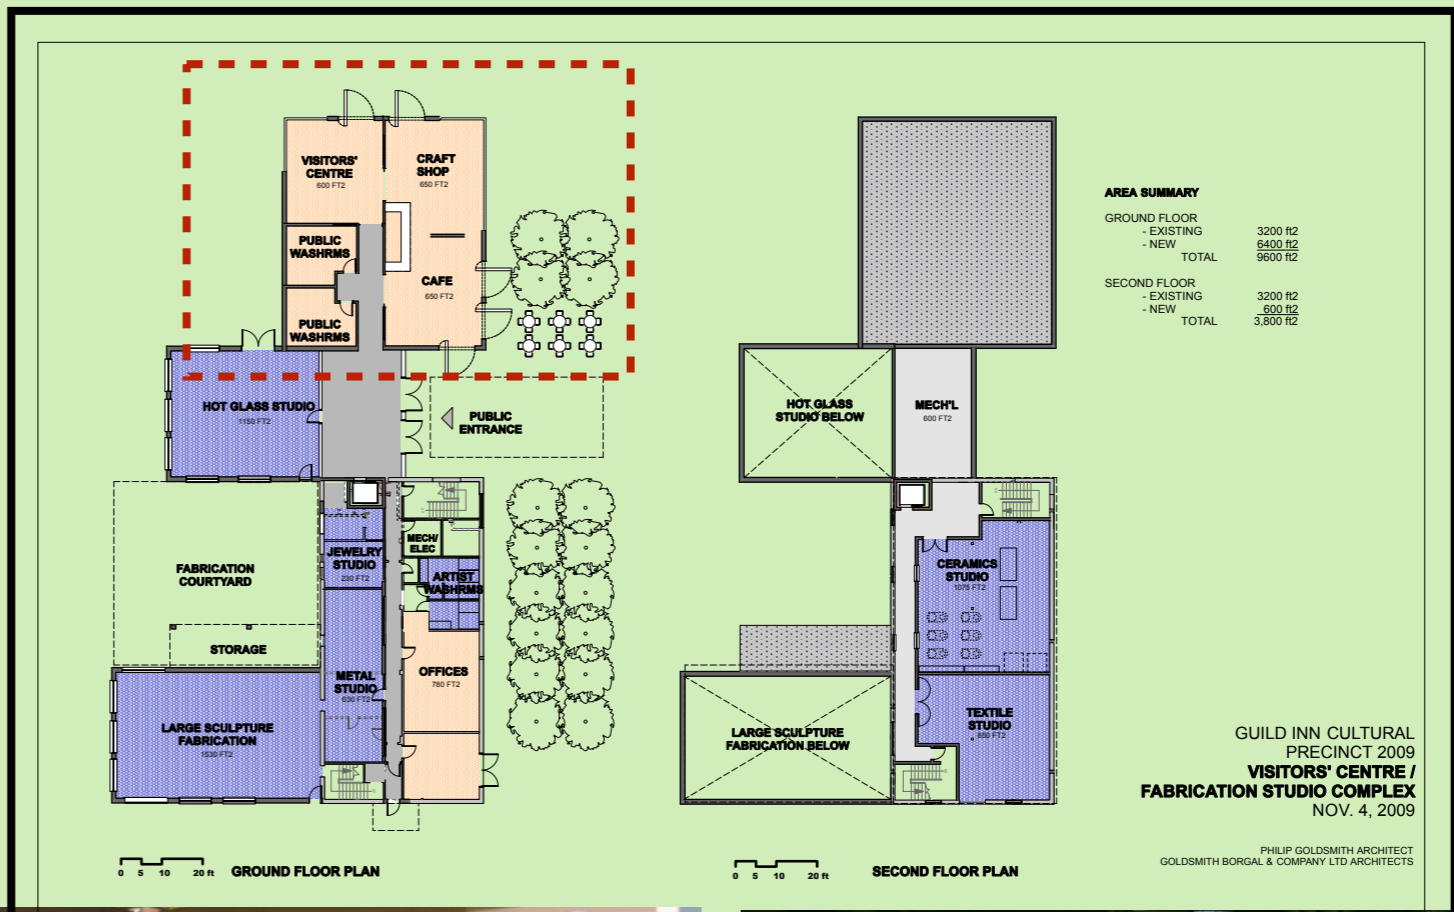 VISITORS'
CENTRE
600 FT2
CRAFT
SHOP
650 FT2
PUBLIC
WASHRMS
CAFE
650 FT2
PUBLIC
WASHRMS
HOT GLASS STUDIO
1150 FT2
PUBLIC
ENTRANCE
MECH/
ELEC
JEWELRY
STUDIO
230 FT2
ARTIST
WASHRMS
FABRICATION
COURTYARD
STORAGE
METAL
STUDIO
630 FT2
OFFICES
780 FT2
LARGE SCULPTURE
FABRICATION
1530 FT2
0 5 10 20 ft
GROUND FLOOR PLAN
HOT GLASS
STUDIO BELOW
MECH'L
600 FT2
CERAMICS
STUDIO
1075 FT2
TEXTILE
STUDIO
850 FT2
LARGE SCULPTURE
FABRICATION BELOW
0 5 10 20 ft
SECOND FLOOR PLAN
AREA SUMMARY
GROUND FLOOR
- EXISTING 3200 ft2
- NEW 6400 ft2
TOTAL 9600 ft2
SECOND FLOOR
- EXISTING 3200 ft2
- NEW 600 ft2
TOTAL 3,800 ft2
GUILD INN CULTURAL
PRECINCT 2009
VISITORS' CENTRE /
FABRICATION STUDIO COMPLEX
NOV. 4, 2009
PHILIP GOLDSMITH ARCHITECT
GOLDSMITH BORGAL & COMPANY LTD ARCHITECTS